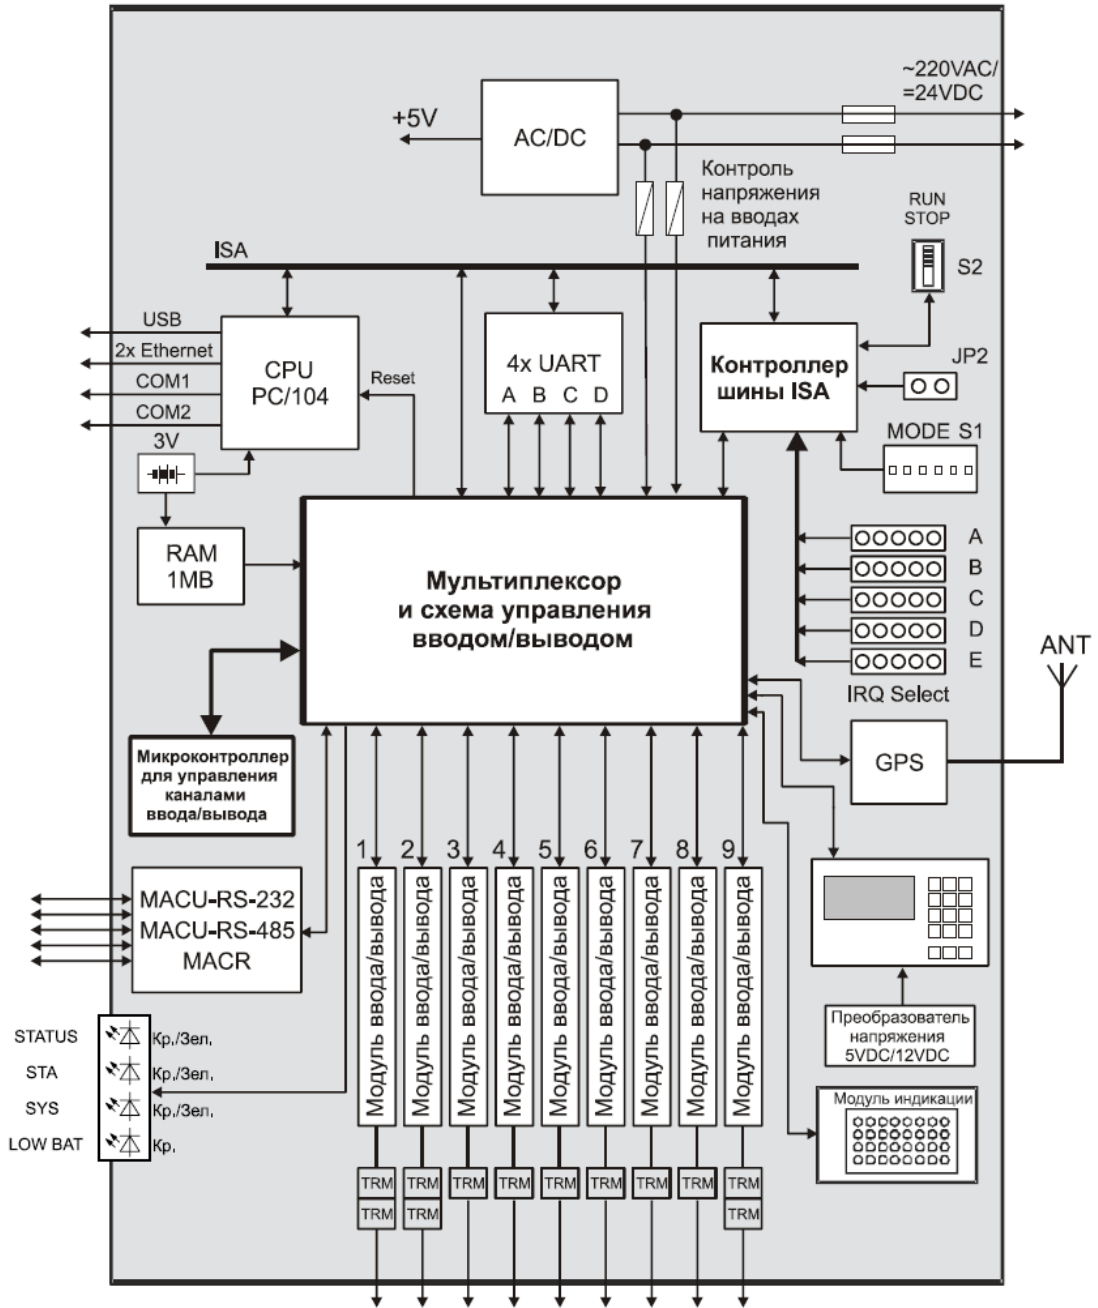 ~220VAC/
=24VDC
+5V
AC/DC
Контроль
напряжения
на вводах
питания
RUN
STOP
S2
ISA
USB
2x Ethernet
COM1
COM2
3V
CPU
PC/104
Reset
4x UART
A B C D
Контроллер
шины ISA
JP2
MODE S1
RAM
1MB
Мультиплексор
и схема управления
вводом/выводом
A
B
C
D
E
IRQ Select
ANT
GPS
Микроконтроллер
для управления
каналами
ввода/вывода
MACU-RS-232
MACU-RS-485
MACR
1 2 3 4 5 6 7 8 9
Модуль ввода/вывода
Модуль ввода/вывода
Модуль ввода/вывода
Модуль ввода/вывода
Модуль ввода/вывода
Модуль ввода/вывода
Модуль ввода/вывода
Модуль ввода/вывода
Модуль ввода/вывода
Преобразователь
напряжения
5VDC/12VDC
STATUS Кр./Зел.
STA Кр./Зел.
SYS Кр./Зел.
LOW BAT Кр.
Модуль индикации
TRM TRM TRM TRM TRM TRM TRM TRM TRM
TRM TRM TRM